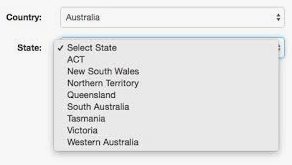 Country: Australia
State: ✓ Select State
ACT
New South Wales
Northern Territory
Queensland
South Australia
Tasmania
Victoria
Western Australia